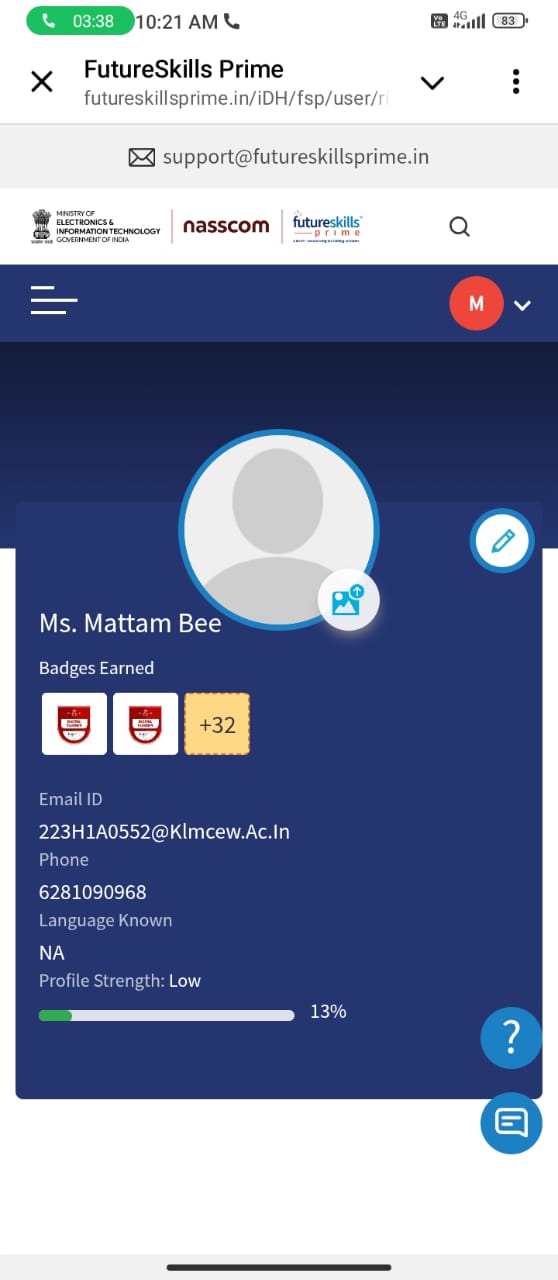 03:38 10:21 AM 4G 83
FutureSkills Prime
futureskillsprime.in/iDH/fsp/user/ri
support@futureskillsprime.in
MINISTRY OF
ELECTRONICS &
INFORMATION TECHNOLOGY
GOVERNMENT OF INDIA
nasscom
futureskills
prime
M
Ms. Mattam Bee
Badges Earned
+32
Email ID
223H1A0552@Klmcew.Ac.In
Phone
6281090968
Language Known
NA
Profile Strength: Low
13%
?